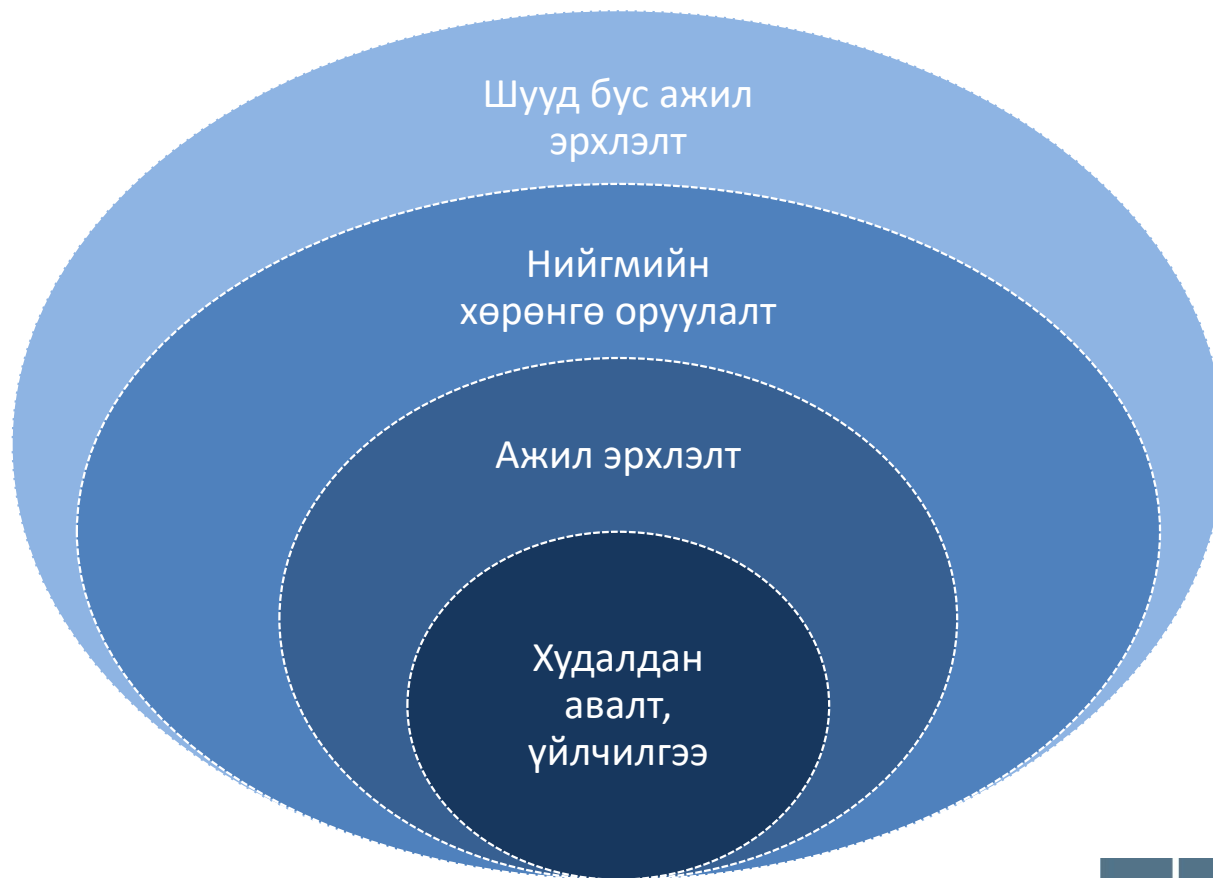 Шууд бус ажил
эрхлэлт
Нийгмийн
хөрөнгө оруулалт
Ажил эрхлэлт
Худалдан
авалт,
үйлчилгээ